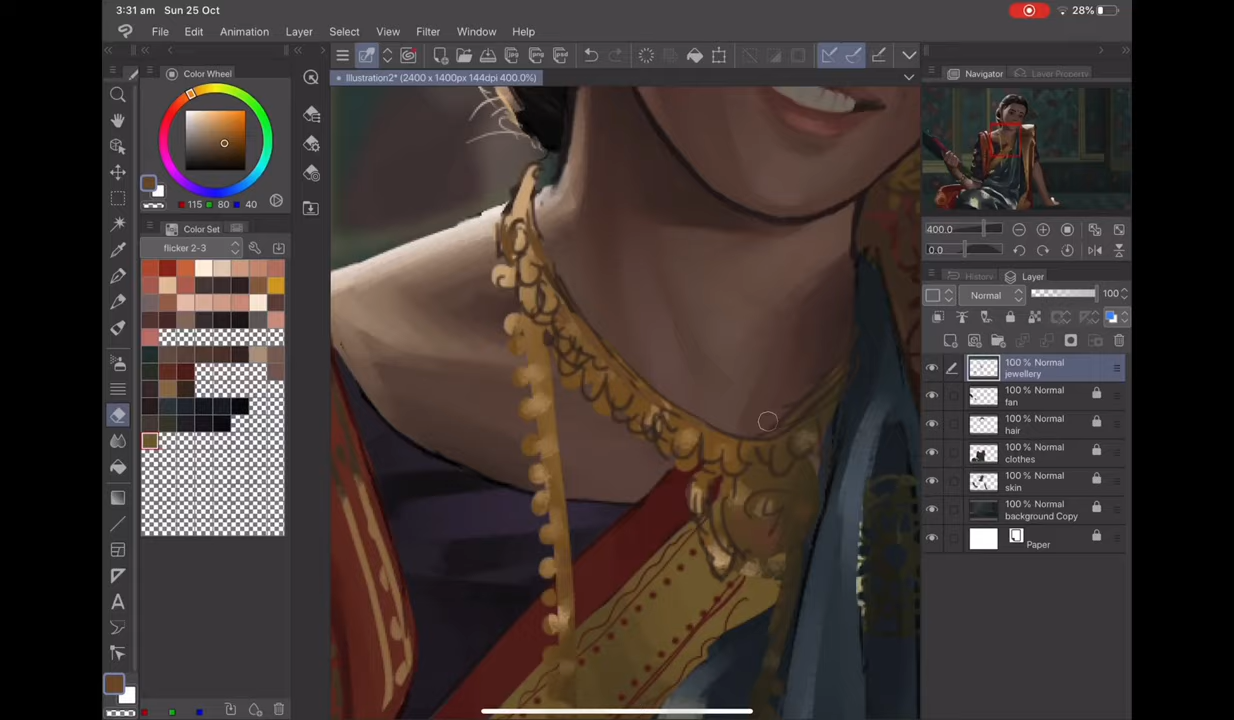 3:31 am Sun 25 Oct
28%
File Edit Animation Layer Select View Filter Window Help
Illustration2* (2400 x 1400px 144dpi 400.0%)
Color Wheel
115 80 40
Color Set
flicker 2-3
Navigator Layer Property
400.0
0.0
History Layer
Normal 100
100 % Normal
jewellery
100 % Normal
fan
100 % Normal
hair
100 % Normal
clothes
100 % Normal
skin
100 % Normal
background Copy
Paper